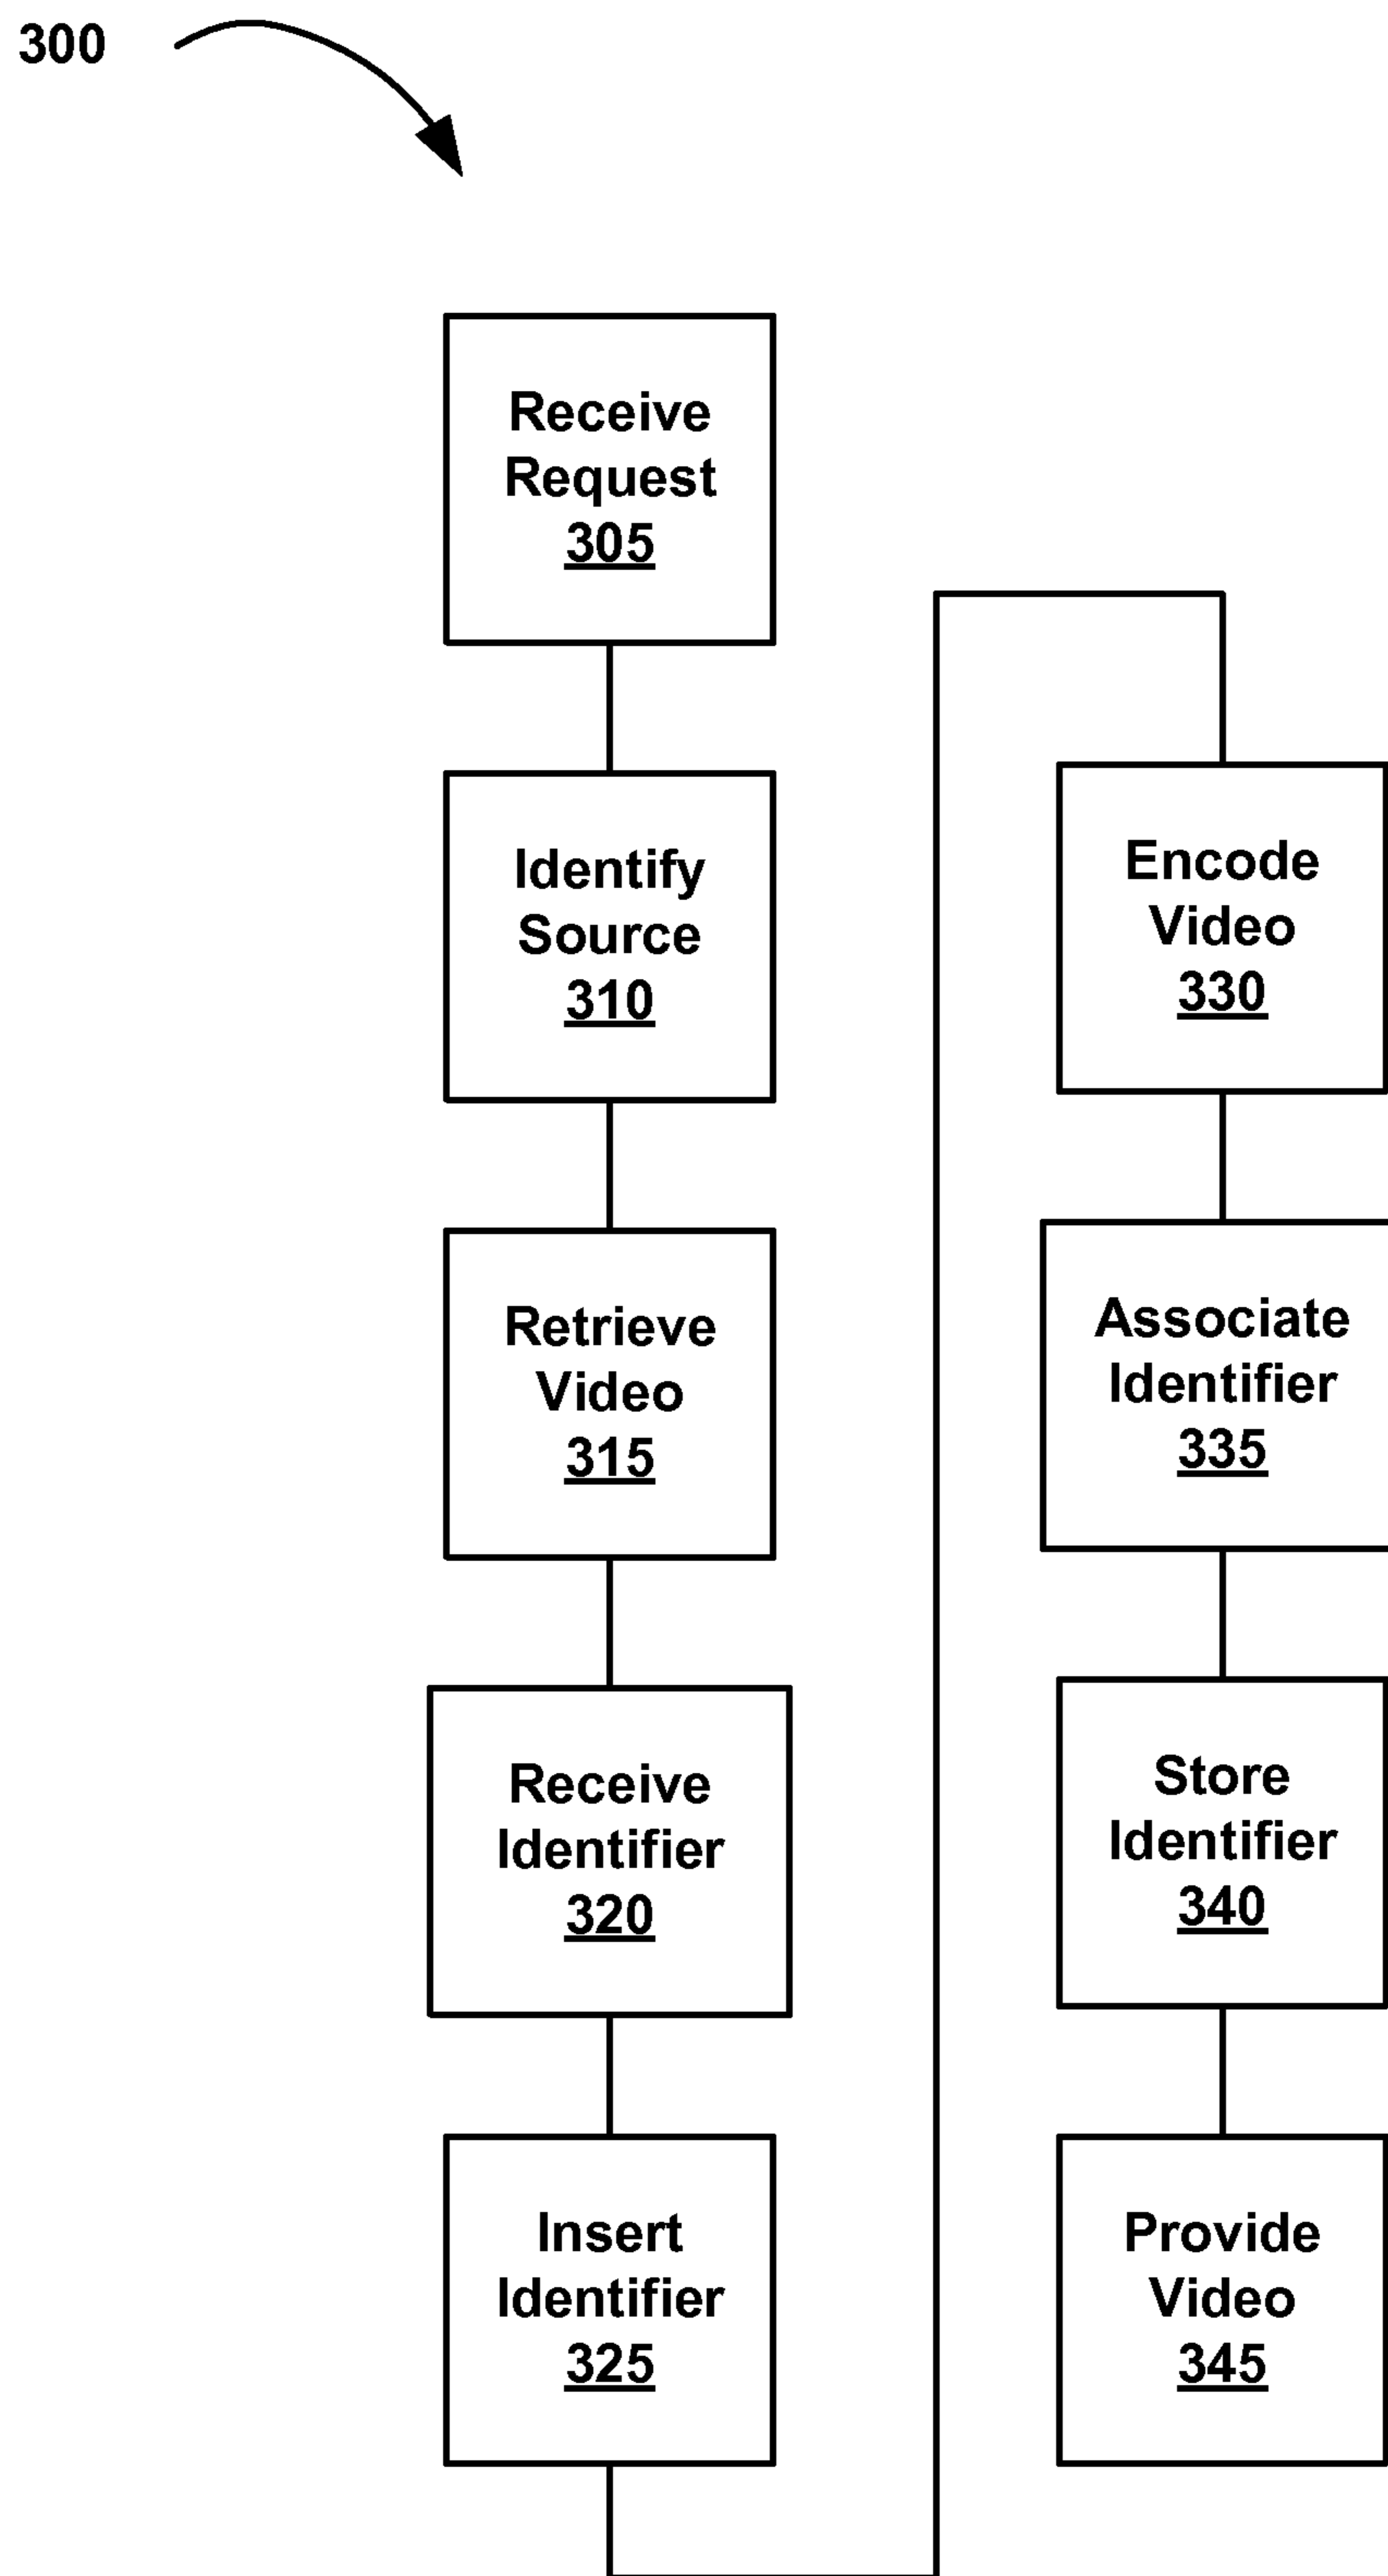 300
Receive
Request
305
Identify
Source
310
Retrieve
Video
315
Receive
Identifier
320
Insert
Identifier
325
Encode
Video
330
Associate
Identifier
335
Store
Identifier
340
Provide
Video
345